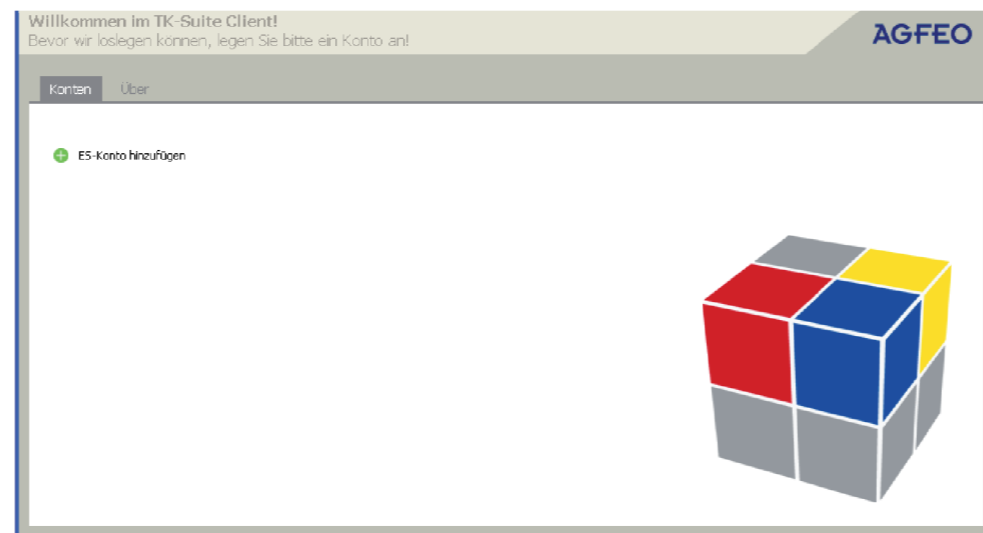 Willkommen im TK-Suite Client!
Bevor wir loslegen können, legen Sie bitte ein Konto an!
AGFEO
Konten Über
ES-Konto hinzufügen